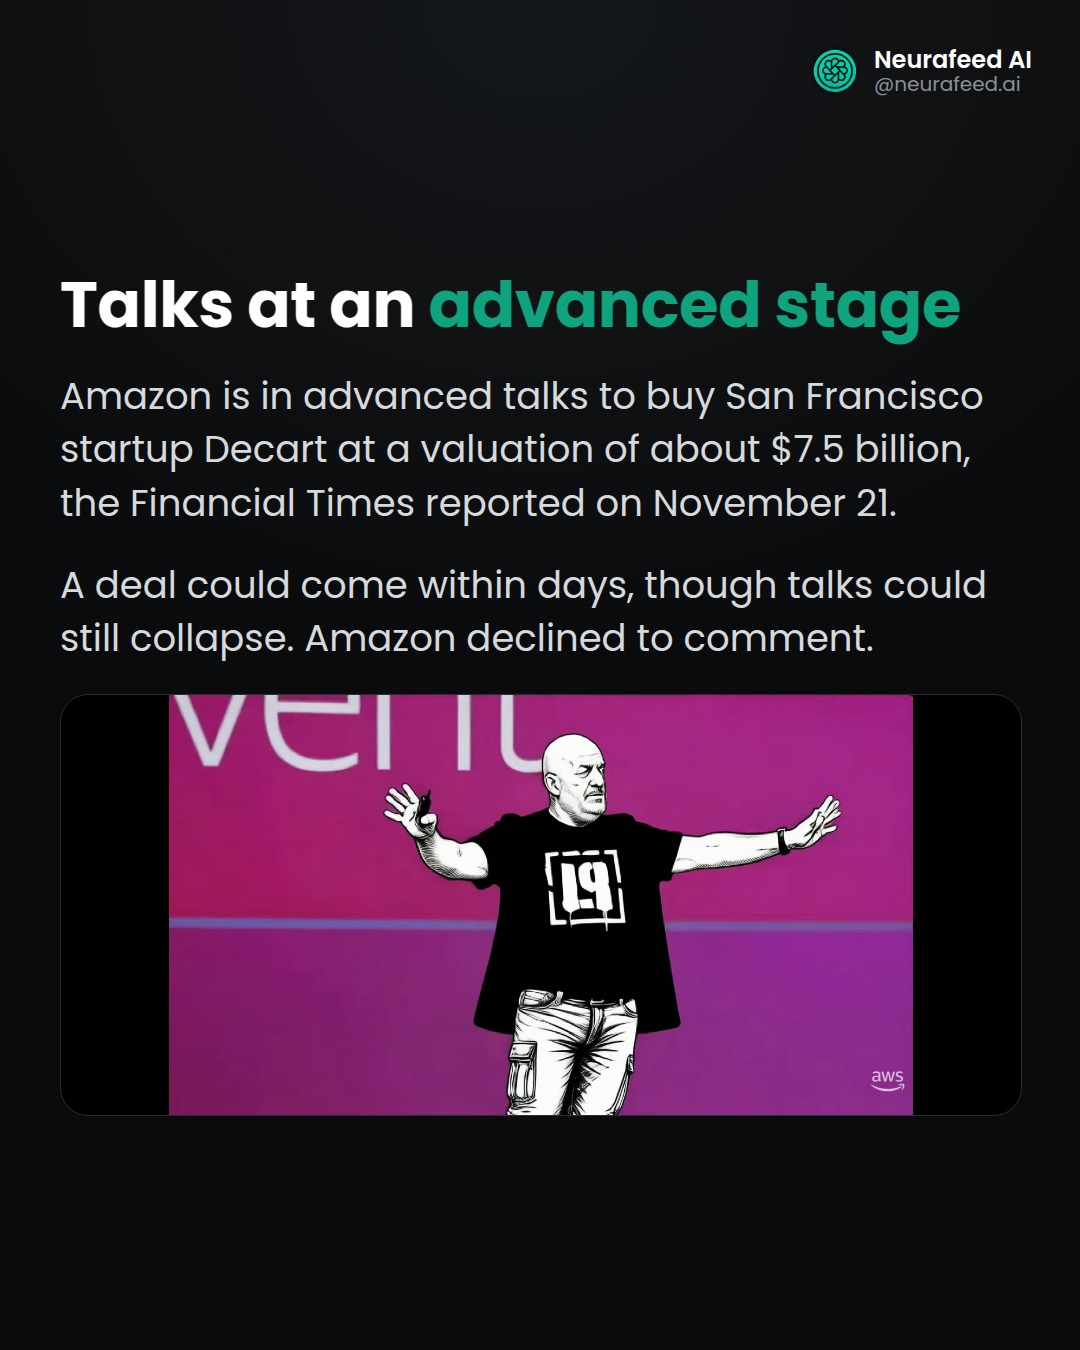 Neurafeed AI
@neurafeed.ai
Talks at an advanced stage
Amazon is in advanced talks to buy San Francisco
startup Decart at a valuation of about $7.5 billion,
the Financial Times reported on November 21.
A deal could come within days, though talks could
still collapse. Amazon declined to comment.
aws